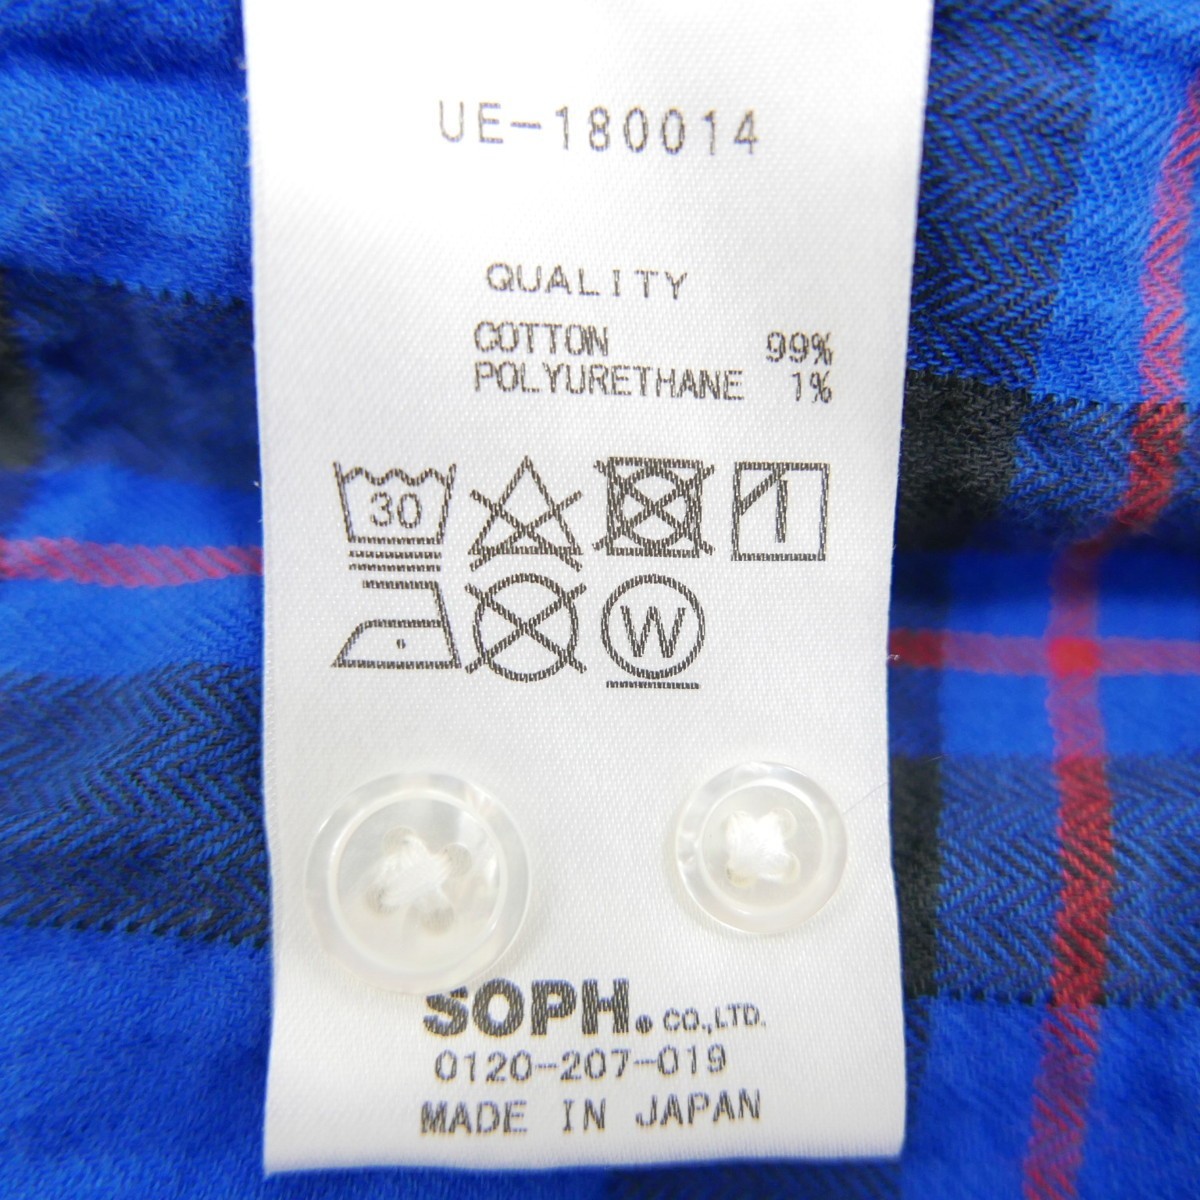 UE-180014
QUALITY
COTTON 99%
POLYURETHANE 1%
30
W
SOPH. CO.,LTD.
0120-207-019
MADE IN JAPAN